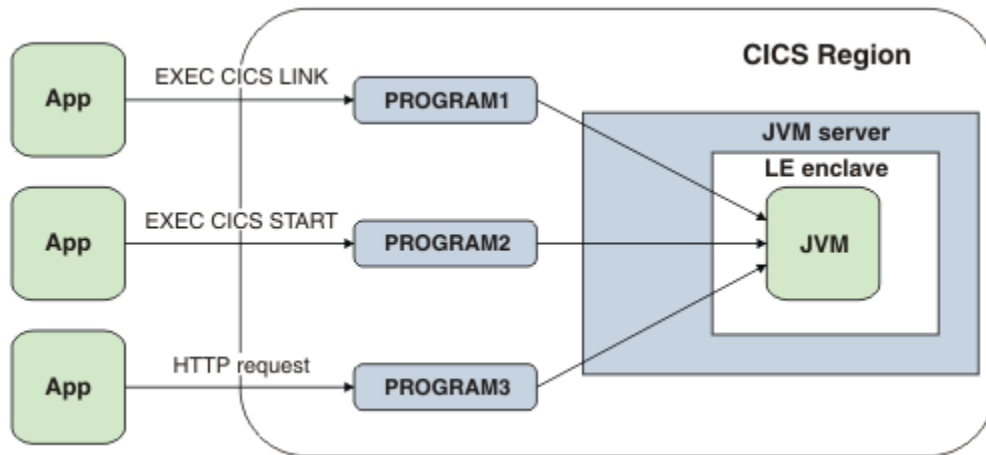 CICS Region
EXEC CICS LINK
App
PROGRAM1
JVM server
LE enclave
EXEC CICS START
App
PROGRAM2
JVM
HTTP request
App
PROGRAM3